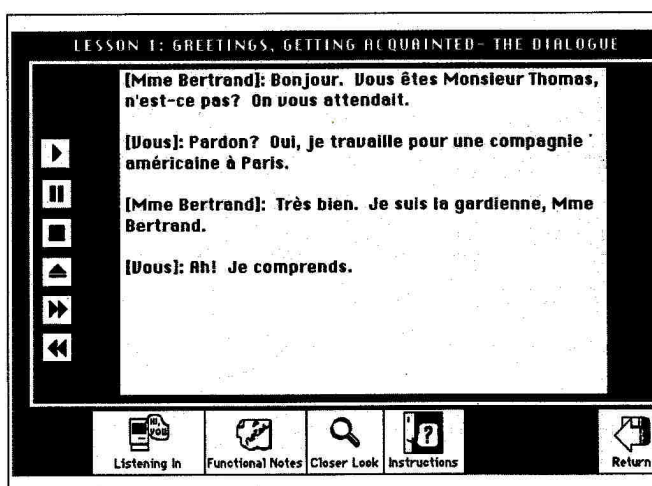 LESSON 1: GREETINGS, GETTING ACQUAINTED- THE DIALOGUE
[Mme Bertrand]: Bonjour. Vous êtes Monsieur Thomas,
n'est-ce pas? On vous attendait.
[Vous]: Pardon? Oui, je travaille pour une compagnie
américaine à Paris.
[Mme Bertrand]: Très bien. Je suis la gardienne, Mme
Bertrand.
[Vous]: Ah! Je comprends.
HI,
YOU
?
Listening In Functional Notes Closer Look Instructions Return